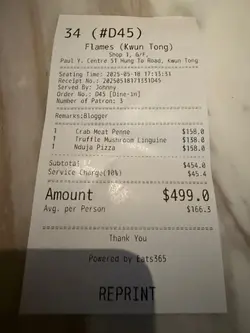 34 (#D45)
Flames (Kwun Tong)
Shop 1, G/F,
Paul Y. Centre 51 Hung To Road, Kwun Tong
Seating Time: 2025-05-18 17:13:31
Receipt No.: 20250518171331D45
Served By: Johnny
Order No.: D45 [Dine-in]
Number of Patron: 3
Remarks:Blogger
1 Crab Meat Penne $158.0
1 Truffle Mushroom Linguine $138.0
1 Nduja Pizza $158.0
Subtotal $454.0
Service Charge(10%) $45.4
Amount $499.0
Avg. per Person $166.3
Thank You
Powered by Eats365
REPRINT